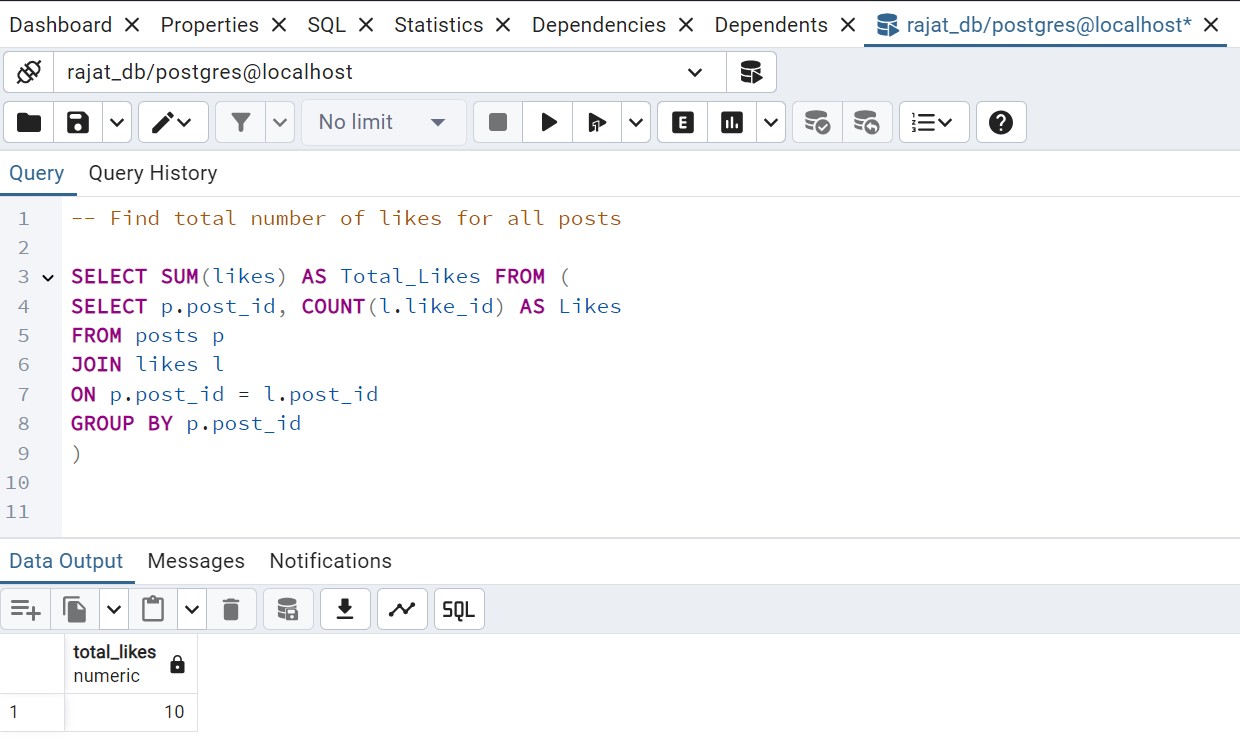 Dashboard Properties SQL Statistics Dependencies Dependents rajat_db/postgres@localhost*
rajat_db/postgres@localhost
No limit E
Query Query History
1 -- Find total number of likes for all posts
2
3 SELECT SUM(likes) AS Total_Likes FROM (
4 SELECT p.post_id, COUNT(l.like_id) AS Likes
5 FROM posts p
6 JOIN likes l
7 ON p.post_id = l.post_id
8 GROUP BY p.post_id
9 )
10
11
Data Output Messages Notifications
SQL
total_likes
numeric
1 10